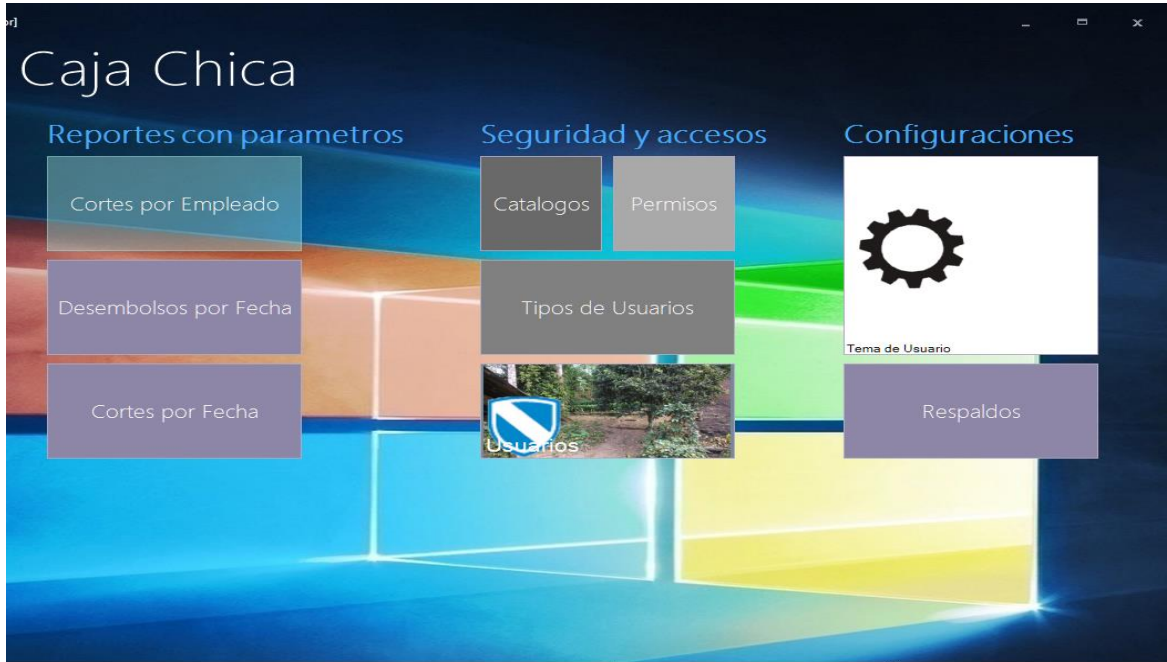 or]
Caja Chica
Reportes con parametros
Cortes por Empleado
Desembolsos por Fecha
Cortes por Fecha
Seguridad y accesos
Catalogos
Permisos
Tipos de Usuarios
Usuarios
Configuraciones
Tema de Usuario
Respaldos